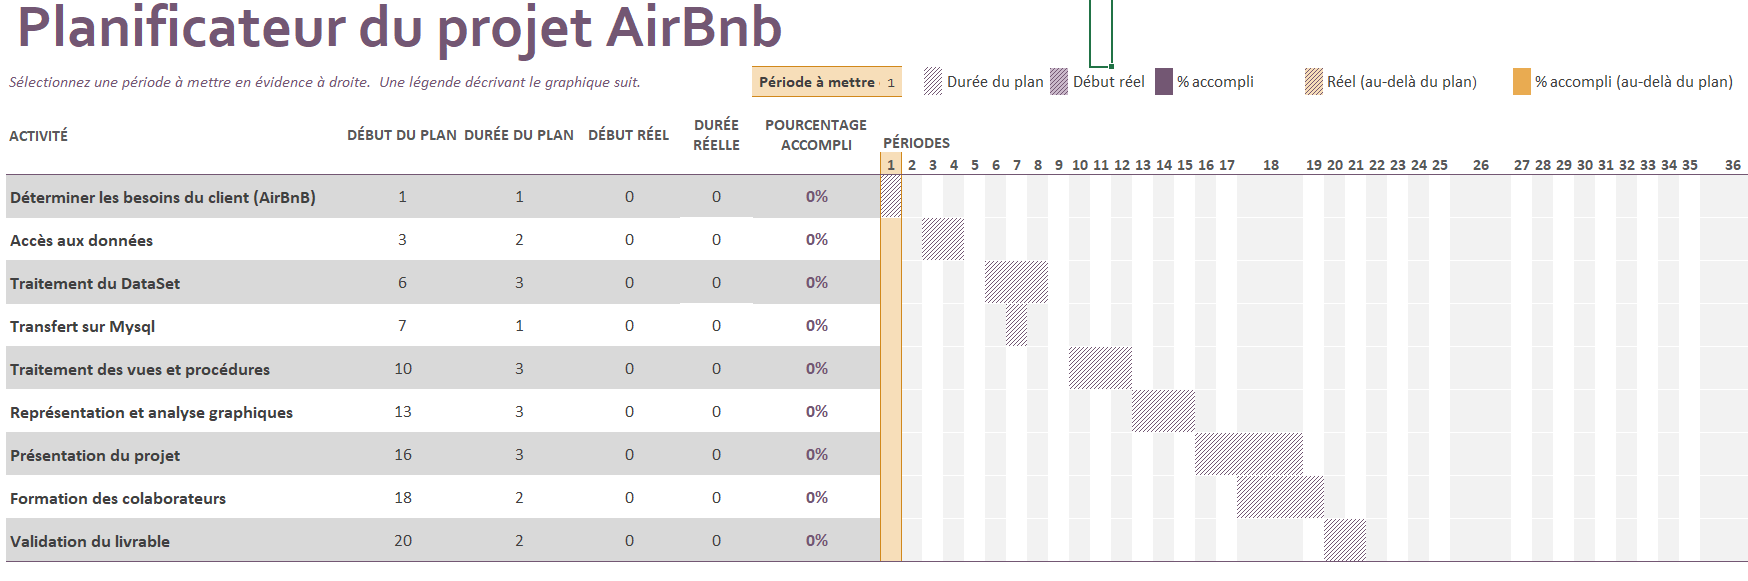 Planificateur du projet AirBnb
Sélectionnez une période à mettre en évidence à droite.  Une légende décrivant le graphique suit.
Période à mettre 1
Durée du plan
Début réel
% accompli
Réel (au-delà du plan)
% accompli (au-delà du plan)
ACTIVITÉ
DÉBUT DU PLAN
DURÉE DU PLAN
DÉBUT RÉEL
DURÉE
RÉELLE
POURCENTAGE
ACCOMPLI
PÉRIODES
1 2 3 4 5 6 7 8 9 10 11 12 13 14 15 16 17 18 19 20 21 22 23 24 25 26 27 28 29 30 31 32 33 34 35 36
Déterminer les besoins du client (AirBnB) 1 1 0 0 0%
Accès aux données 3 2 0 0 0%
Traitement du DataSet 6 3 0 0 0%
Transfert sur Mysql 7 1 0 0 0%
Traitement des vues et procédures 10 3 0 0 0%
Représentation et analyse graphiques 13 3 0 0 0%
Présentation du projet 16 3 0 0 0%
Formation des colaborateurs 18 2 0 0 0%
Validation du livrable 20 2 0 0 0%